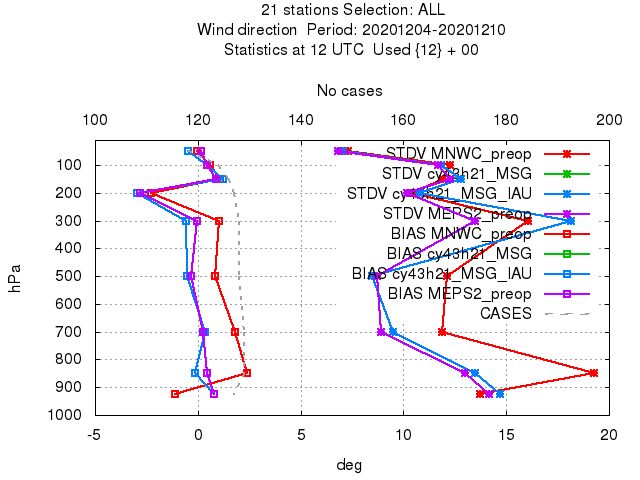 21 stations Selection: ALL
Wind direction  Period: 20201204-20201210
Statistics at 12 UTC  Used {12} + 00
No cases
100 120 140 160 180 200
STDV MNWC_preop
STDV cy43h21_MSG
STDV cy43h21_MSG_IAU
STDV MEPS2_preop
BIAS MNWC_preop
BIAS cy43h21_MSG
BIAS cy43h21_MSG_IAU
BIAS MEPS2_preop
CASES
100
200
300
400
500
600
700
800
900
1000
hPa
-5 0 5 10 15 20
deg